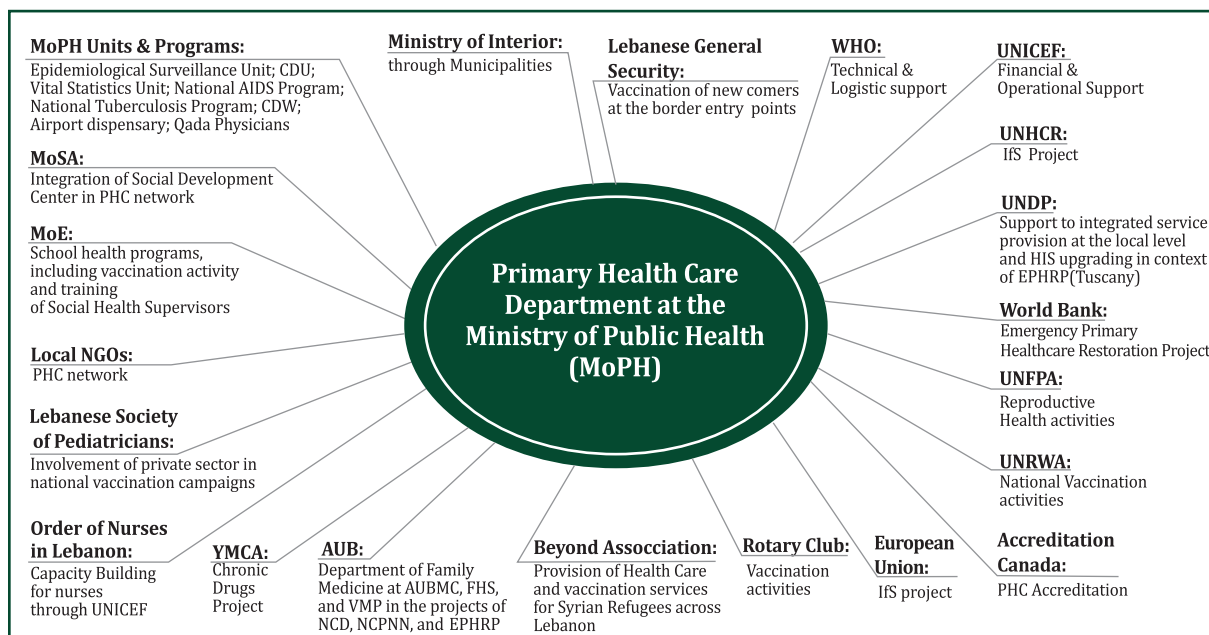 MoPH Units & Programs:
Epidemiological Surveillance Unit; CDU;
Vital Statistics Unit; National AIDS Program;
National Tuberculosis Program; CDW;
Airport dispensary; Qada Physicians
Ministry of Interior:
through Municipalities
Lebanese General
Security:
Vaccination of new comers
at the border entry points
WHO:
Technical &
Logistic support
UNICEF:
Financial &
Operational Support
UNHCR:
IfS Project
MoSA:
Integration of Social Development
Center in PHC network
UNDP:
Support to integrated service
provision at the local level
and HIS upgrading in context
of EPHRP(Tuscany)
MoE:
School health programs,
including vaccination activity
and training
of Social Health Supervisors
Primary Health Care
Department at the
Ministry of Public Health
(MoPH)
World Bank:
Emergency Primary
Healthcare Restoration Project
Local NGOs:
PHC network
UNFPA:
Reproductive
Health activities
Lebanese Society
of Pediatricians:
Involvement of private sector in
national vaccination campaigns
UNRWA:
National Vaccination
activities
Order of Nurses
in Lebanon:
Capacity Building
for nurses
through UNICEF
YMCA:
Chronic
Drugs
Project
AUB:
Department of Family
Medicine at AUBMC, FHS,
and VMP in the projects of
NCD, NCPNN, and EPHRP
Beyond Assocciation:
Provision of Health Care
and vaccination services
for Syrian Refugees across
Lebanon
Rotary Club:
Vaccination
activities
European
Union:
IfS project
Accreditation
Canada:
PHC Accreditation